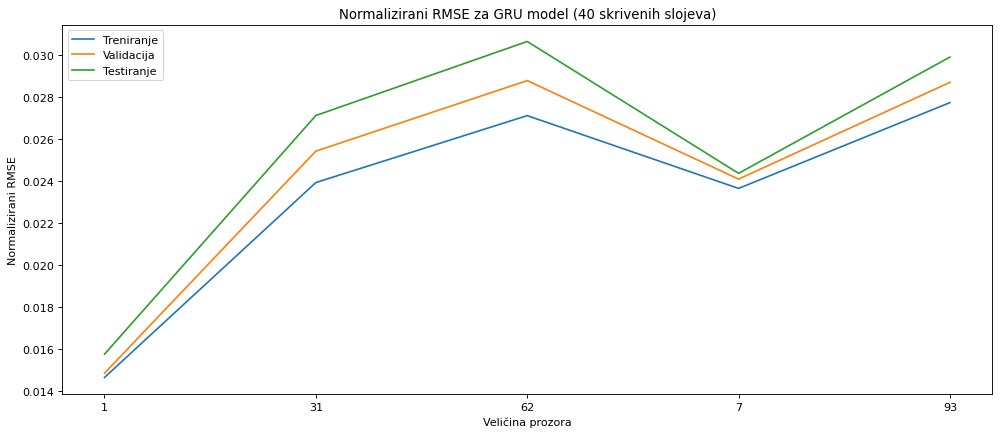 Normalizirani RMSE za GRU model (40 skrivenih slojeva)
Treniranje
Validacija
Testiranje
Normalizirani RMSE
0.030
0.028
0.026
0.024
0.022
0.020
0.018
0.016
0.014
1 31 62 7 93
Veličina prozora